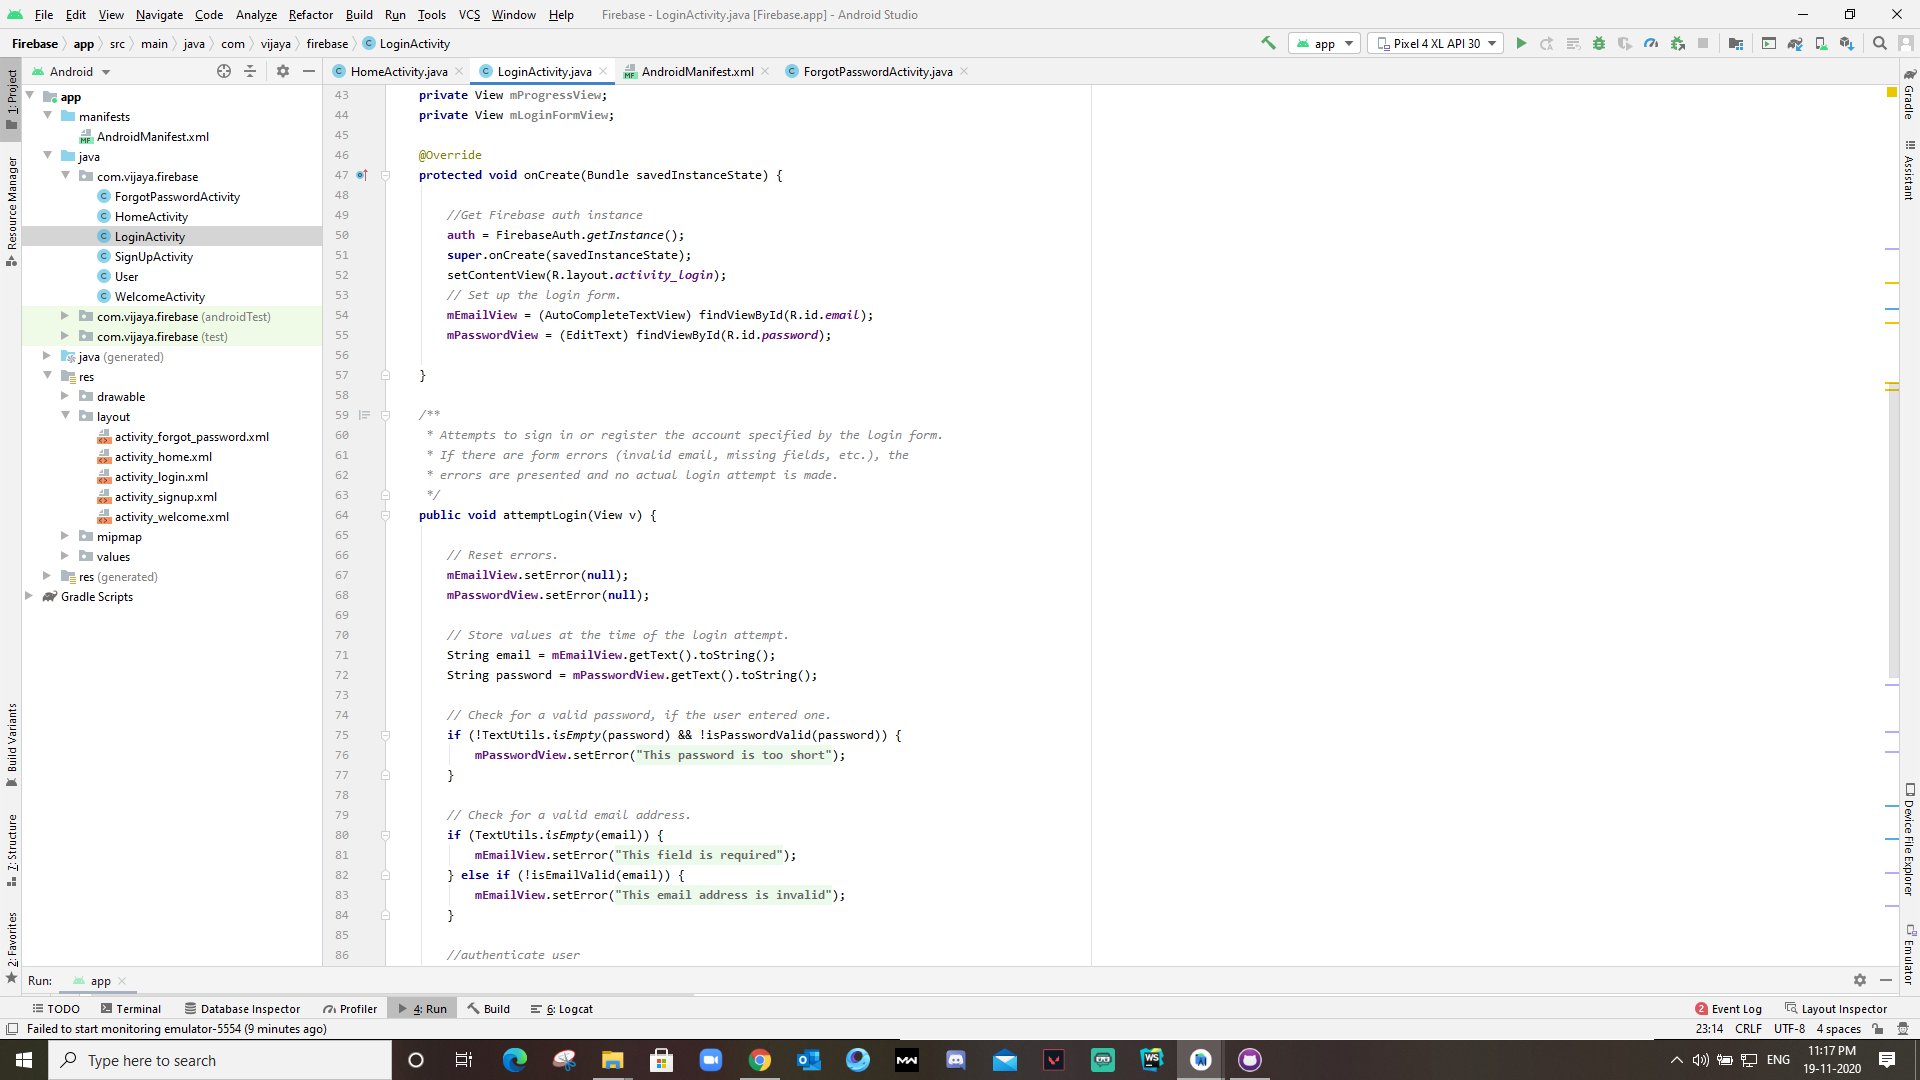 File Edit View Navigate Code Analyze Refactor Build Run Tools VCS Window Help Firebase - LoginActivity.java [Firebase.app] - Android Studio
Firebase app src main java com vijaya firebase LoginActivity app Pixel 4 XL API 30
Android HomeActivity.java LoginActivity.java AndroidManifest.xml ForgotPasswordActivity.java
1: Project
Resource Manager
Build Variants
7: Structure
2: Favorites
app
manifests
AndroidManifest.xml
java
com.vijaya.firebase
ForgotPasswordActivity
HomeActivity
LoginActivity
SignUpActivity
User
WelcomeActivity
com.vijaya.firebase (androidTest)
com.vijaya.firebase (test)
java (generated)
res
drawable
layout
activity_forgot_password.xml
activity_home.xml
activity_login.xml
activity_signup.xml
activity_welcome.xml
mipmap
values
res (generated)
Gradle Scripts
43 private View mProgressView;
44 private View mLoginFormView;
45
46 @Override
47 protected void onCreate(Bundle savedInstanceState) {
48
49 //Get Firebase auth instance
50 auth = FirebaseAuth.getInstance();
51 super.onCreate(savedInstanceState);
52 setContentView(R.layout.activity_login);
53 // Set up the login form.
54 mEmailView = (AutoCompleteTextView) findViewById(R.id.email);
55 mPasswordView = (EditText) findViewById(R.id.password);
56
57 }
58
59 /**
60 * Attempts to sign in or register the account specified by the login form.
61 * If there are form errors (invalid email, missing fields, etc.), the
62 * errors are presented and no actual login attempt is made.
63 */
64 public void attemptLogin(View v) {
65
66 // Reset errors.
67 mEmailView.setError(null);
68 mPasswordView.setError(null);
69
70 // Store values at the time of the login attempt.
71 String email = mEmailView.getText().toString();
72 String password = mPasswordView.getText().toString();
73
74 // Check for a valid password, if the user entered one.
75 if (!TextUtils.isEmpty(password) && !isPasswordValid(password)) {
76 mPasswordView.setError("This password is too short");
77 }
78
79 // Check for a valid email address.
80 if (TextUtils.isEmpty(email)) {
81 mEmailView.setError("This field is required");
82 } else if (!isEmailValid(email)) {
83 mEmailView.setError("This email address is invalid");
84 }
85
86 //authenticate user
Gradle
Assistant
Device File Explorer
Emulator
Run: app
TODO Terminal Database Inspector Profiler 4: Run Build 6: Logcat 2 Event Log Layout Inspector
Failed to start monitoring emulator-5554 (9 minutes ago) 23:14 CRLF UTF-8 4 spaces
Type here to search
MW
WS
ENG
11:17 PM
19-11-2020